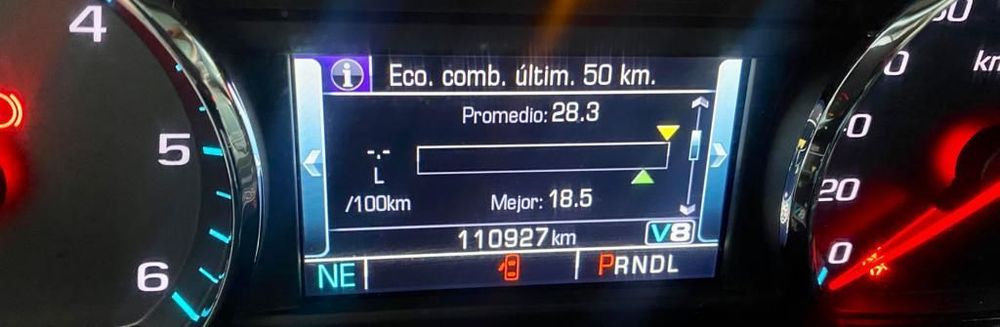 4
5
6
Eco. comb. últim. 50 km.
Promedio: 28.3
-.-
L
/100km
Mejor: 18.5
110927 km
V8
NE
PRNDL
20
0